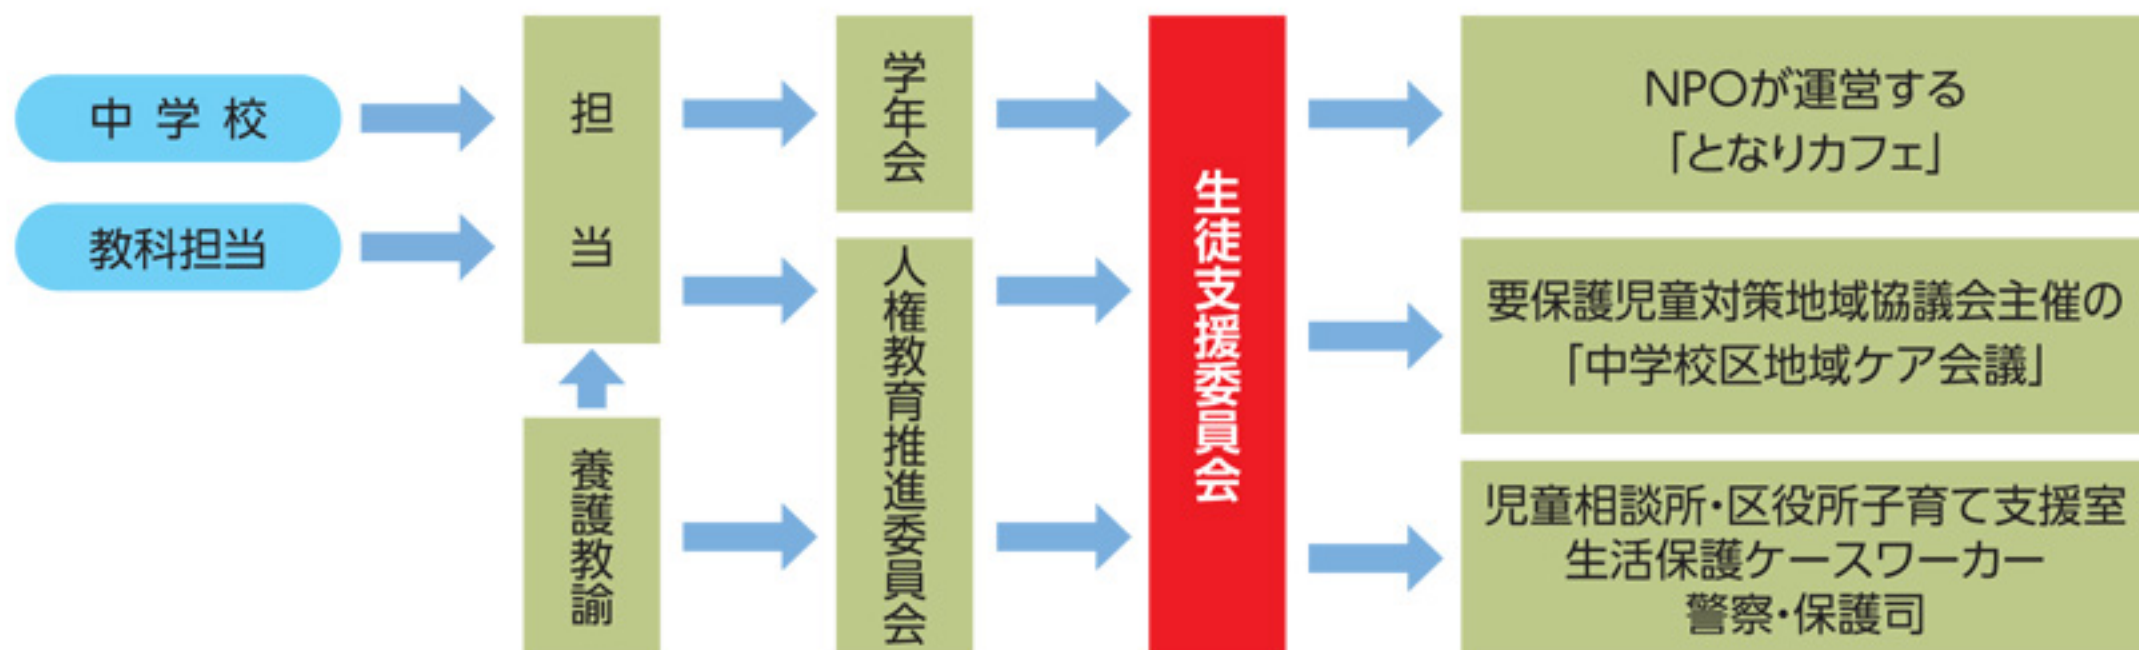 中学校
教科担当
担当
養護教諭
学年会
人権教育推進委員会
生徒支援委員会
NPOが運営する
「となりカフェ」
要保護児童対策地域協議会主催の
「中学校区地域ケア会議」
児童相談所・区役所子育て支援室
生活保護ケースワーカー
警察・保護司